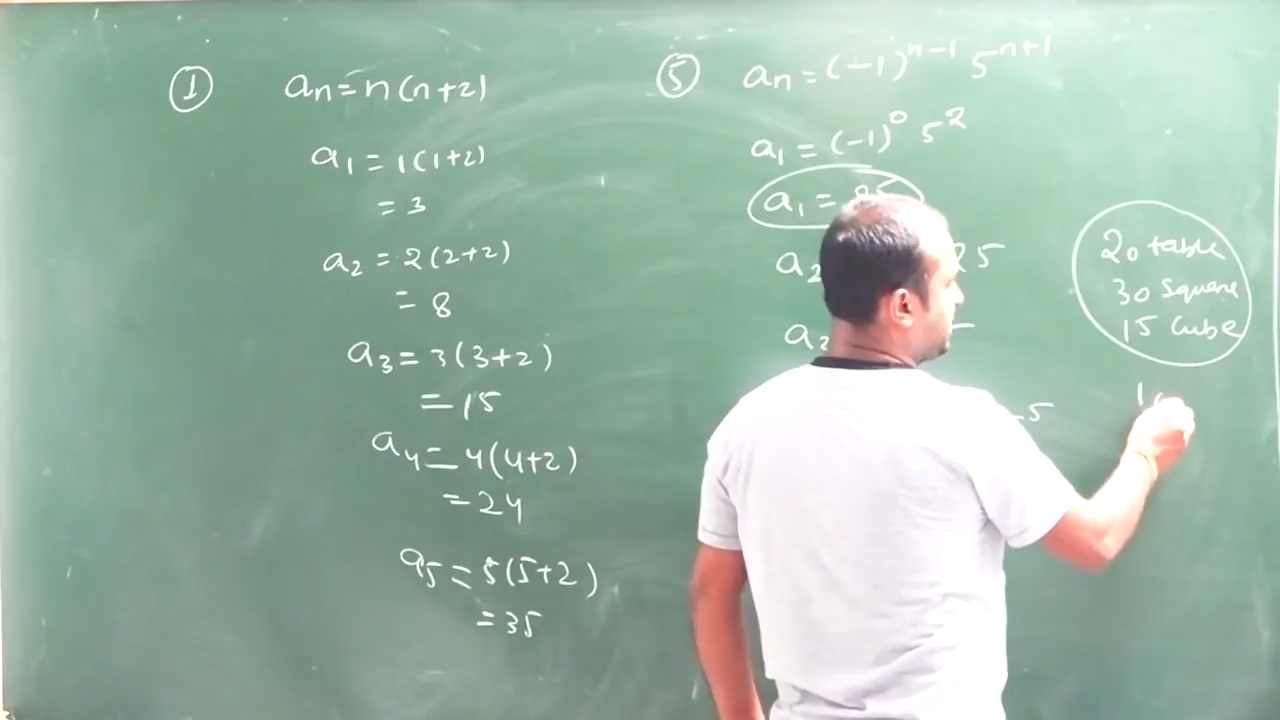 ① aₙ = n(n+2)
a₁ = 1(1+2)
= 3
a₂ = 2(2+2)
= 8
a₃ = 3(3+2)
= 15
a₄ = 4(4+2)
= 24
a₅ = 5(5+2)
= 35
⑤ aₙ = (-1)ⁿ⁻¹ 5ⁿ⁺¹
a₁ = (-1)⁰ 5²
a₁ =
25
5
5
20 table
30 square
15 cube